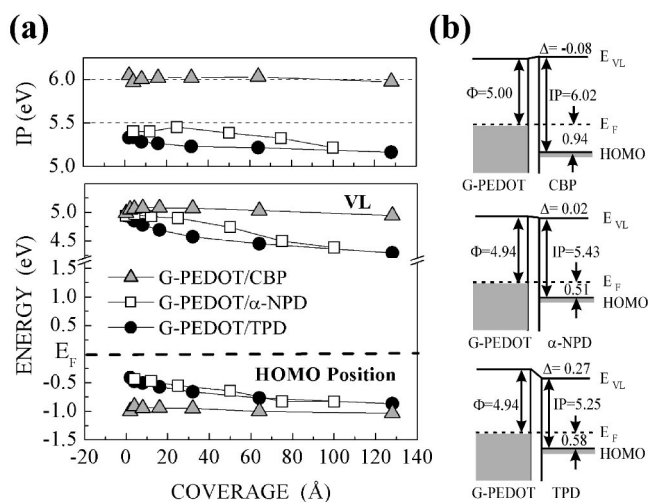 (a)
IP (eV)
6.0
5.5
5.0
VL
ENERGY (eV)
5.0
4.5
1.5
1.0
0.5
E_F
-0.5
-1.0
-1.5
G-PEDOT/CBP
G-PEDOT/α-NPD
G-PEDOT/TPD
HOMO Position
0 20 40 60 80 100 120 140
COVERAGE (Å)
(b)
Δ= -0.08
E_VL
Φ=5.00
IP=6.02
E_F
0.94
HOMO
G-PEDOT CBP
Δ= 0.02
E_VL
Φ=4.94
IP=5.43
E_F
0.51
HOMO
G-PEDOT α-NPD
Δ= 0.27
E_VL
Φ=4.94
IP=5.25
E_F
0.58
HOMO
G-PEDOT TPD